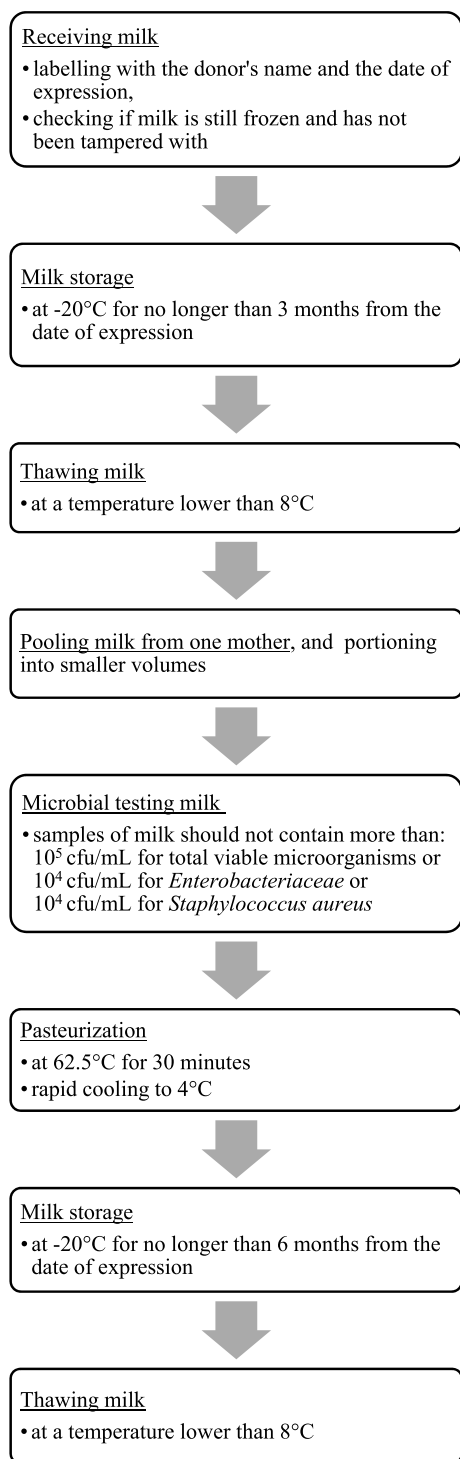 Receiving milk
• labelling with the donor's name and the date of
expression,
• checking if milk is still frozen and has not
been tampered with
Milk storage
• at -20°C for no longer than 3 months from the
date of expression
Thawing milk
• at a temperature lower than 8°C
Pooling milk from one mother, and portioning
into smaller volumes
Microbial testing milk
• samples of milk should not contain more than:
10⁵ cfu/mL for total viable microorganisms or
10⁴ cfu/mL for Enterobacteriaceae or
10⁴ cfu/mL for Staphylococcus aureus
Pasteurization
• at 62.5°C for 30 minutes
• rapid cooling to 4°C
Milk storage
• at -20°C for no longer than 6 months from the
date of expression
Thawing milk
• at a temperature lower than 8°C